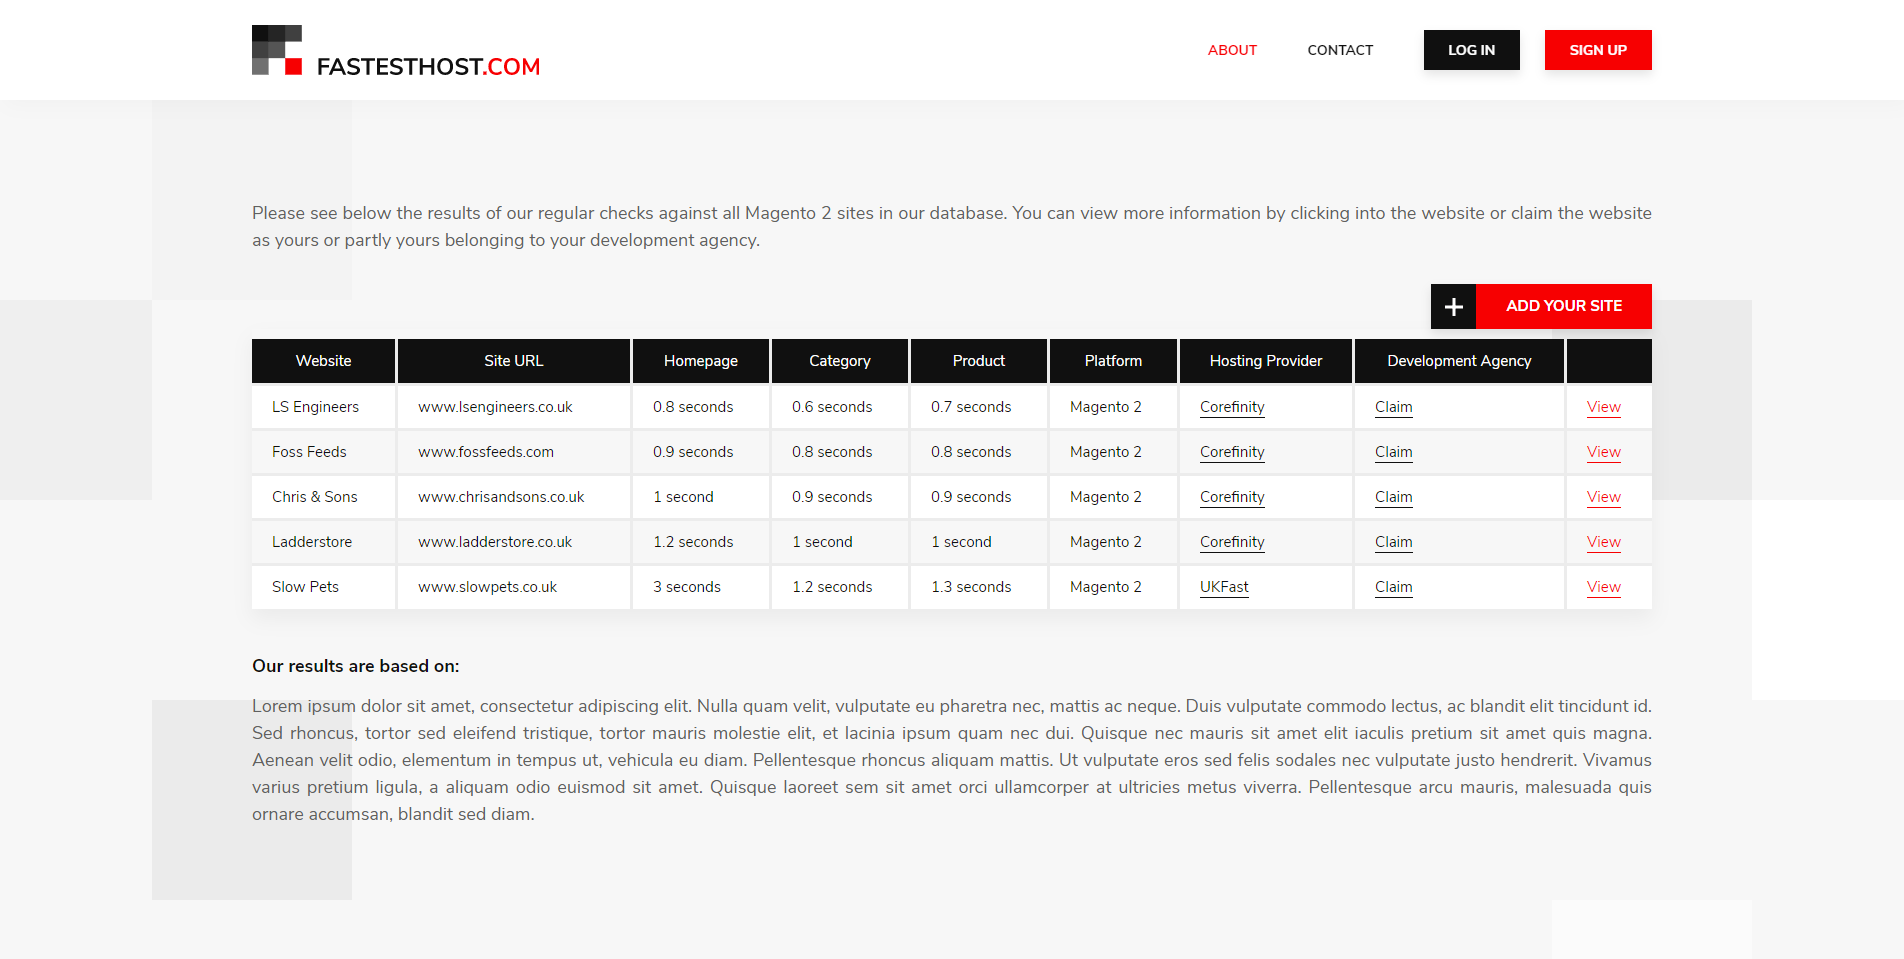 FASTESTHOST.COM
ABOUT CONTACT LOG IN SIGN UP
Please see below the results of our regular checks against all Magento 2 sites in our database. You can view more information by clicking into the website or claim the website
as yours or partly yours belonging to your development agency.
+ ADD YOUR SITE
Website Site URL Homepage Category Product Platform Hosting Provider Development Agency
LS Engineers www.lsengineers.co.uk 0.8 seconds 0.6 seconds 0.7 seconds Magento 2 Corefinity Claim View
Foss Feeds www.fossfeeds.com 0.9 seconds 0.8 seconds 0.8 seconds Magento 2 Corefinity Claim View
Chris & Sons www.chrisandsons.co.uk 1 second 0.9 seconds 0.9 seconds Magento 2 Corefinity Claim View
Ladderstore www.ladderstore.co.uk 1.2 seconds 1 second 1 second Magento 2 Corefinity Claim View
Slow Pets www.slowpets.co.uk 3 seconds 1.2 seconds 1.3 seconds Magento 2 UKFast Claim View
Our results are based on:
Lorem ipsum dolor sit amet, consectetur adipiscing elit. Nulla quam velit, vulputate eu pharetra nec, mattis ac neque. Duis vulputate commodo lectus, ac blandit elit tincidunt id.
Sed rhoncus, tortor sed eleifend tristique, tortor mauris molestie elit, et lacinia ipsum quam nec dui. Quisque nec mauris sit amet elit iaculis pretium sit amet quis magna.
Aenean velit odio, elementum in tempus ut, vehicula eu diam. Pellentesque rhoncus aliquam mattis. Ut vulputate eros sed felis sodales nec vulputate justo hendrerit. Vivamus
varius pretium ligula, a aliquam odio euismod sit amet. Quisque laoreet sem sit amet orci ullamcorper at ultricies metus viverra. Pellentesque arcu mauris, malesuada quis
ornare accumsan, blandit sed diam.